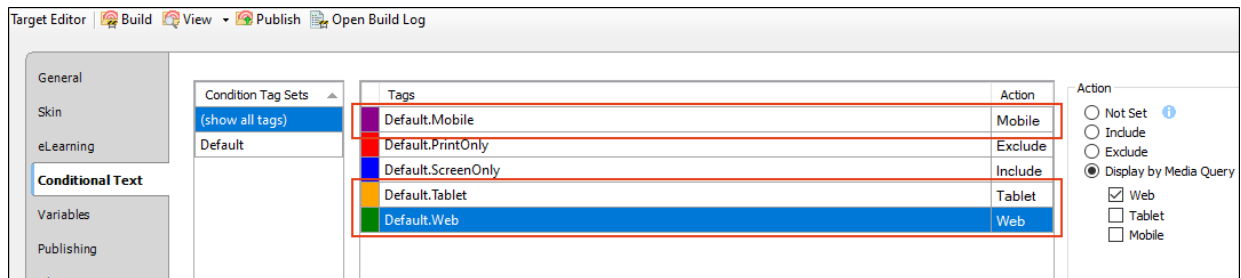 Target Editor Build View Publish Open Build Log
General
Skin
eLearning
Conditional Text
Variables
Publishing
Condition Tag Sets
(show all tags)
Default
Tags Action
Default.Mobile Mobile
Default.PrintOnly Exclude
Default.ScreenOnly Include
Default.Tablet Tablet
Default.Web Web
Action
Not Set
Include
Exclude
Display by Media Query
Web
Tablet
Mobile